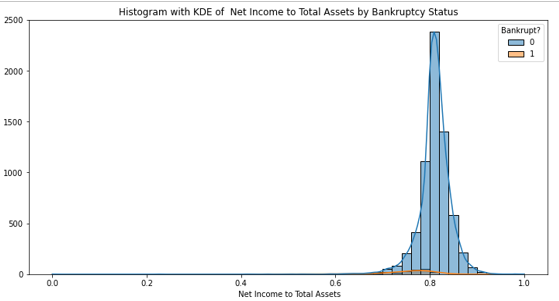 Histogram with KDE of  Net Income to Total Assets by Bankruptcy Status
2500
2000
1500
1000
500
0
Bankrupt?
0
1
0.0 0.2 0.4 0.6 0.8 1.0
Net Income to Total Assets